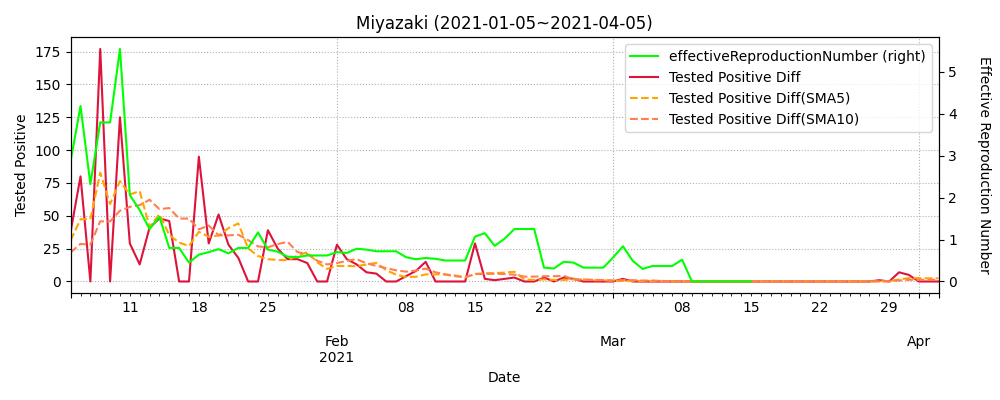 Miyazaki (2021-01-05~2021-04-05)
effectiveReproductionNumber (right)
Tested Positive Diff
Tested Positive Diff(SMA5)
Tested Positive Diff(SMA10)
Tested Positive
175
150
125
100
75
50
25
0
5
4
3
2
1
0
Effective Reproduction Number
11 18 25 08 15 22 08 15 22 29
Feb Mar Apr
2021
Date